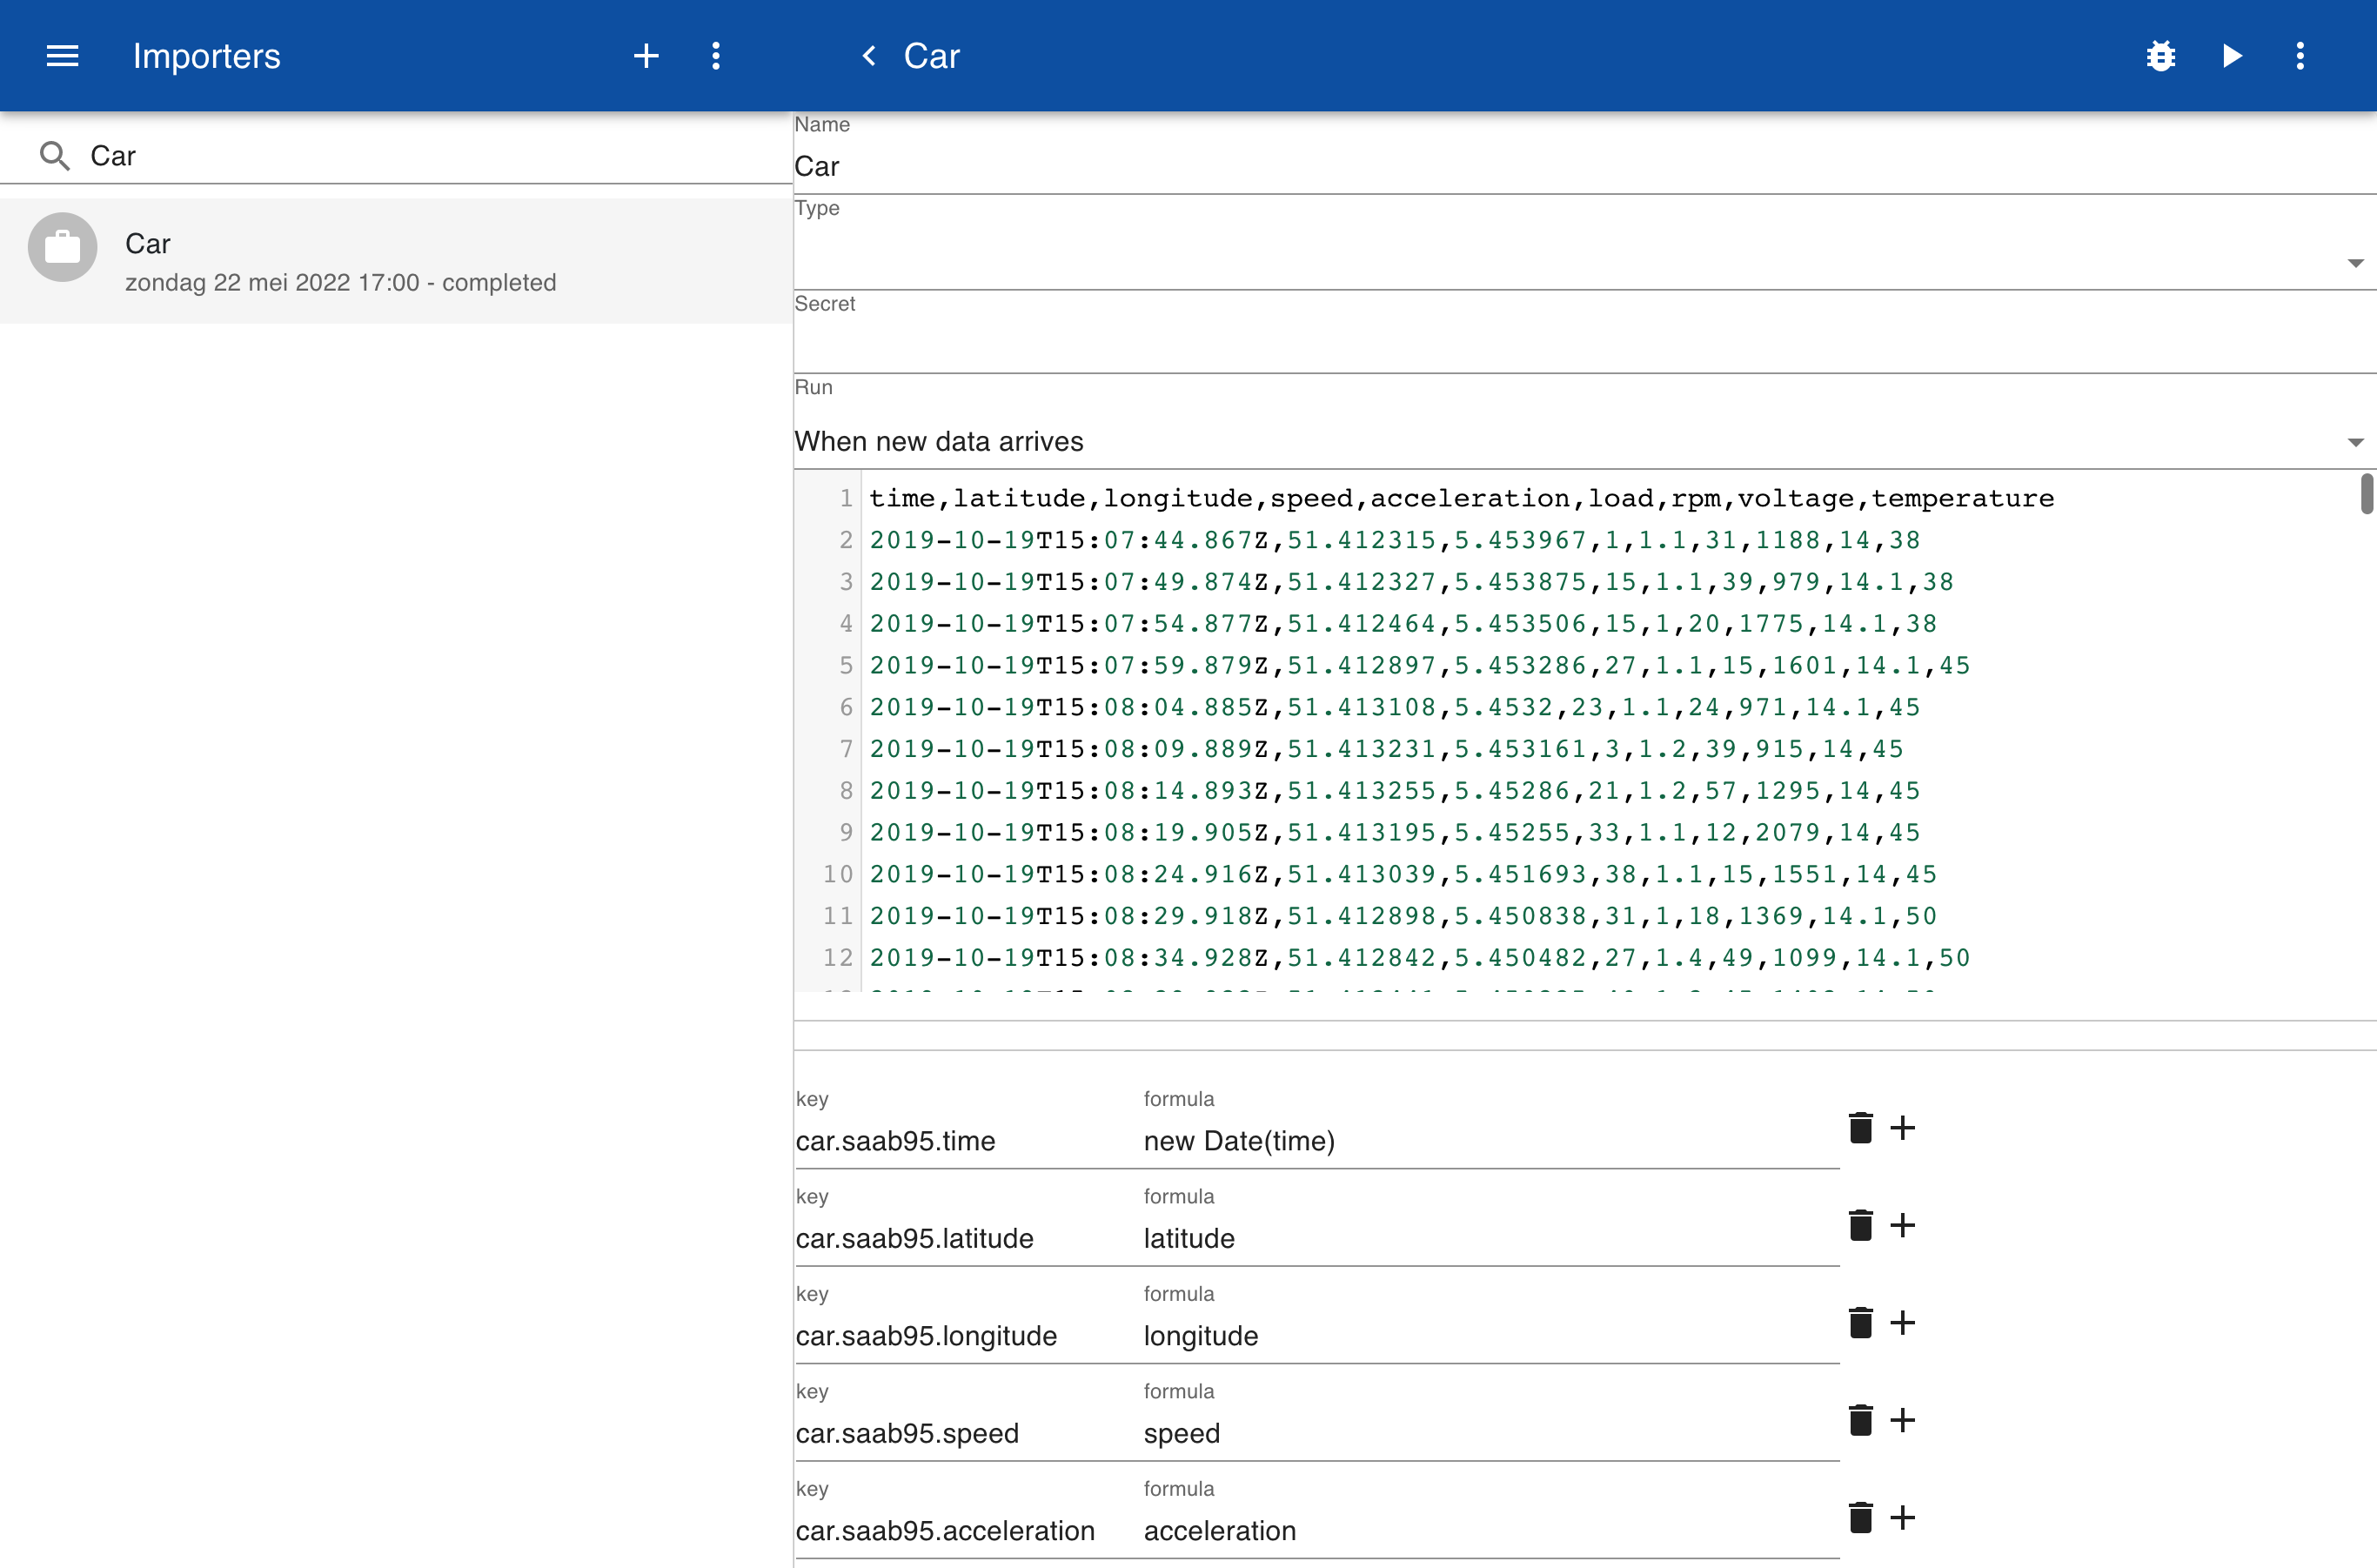 Importers
Car
Car
Car
zondag 22 mei 2022 17:00 - completed
Name
Car
Type
Secret
Run
When new data arrives
1 time,latitude,longitude,speed,acceleration,load,rpm,voltage,temperature
2 2019-10-19T15:07:44.867Z,51.412315,5.453967,1,1.1,31,1188,14,38
3 2019-10-19T15:07:49.874Z,51.412327,5.453875,15,1.1,39,979,14.1,38
4 2019-10-19T15:07:54.877Z,51.412464,5.453506,15,1,20,1775,14.1,38
5 2019-10-19T15:07:59.879Z,51.412897,5.453286,27,1.1,15,1601,14.1,45
6 2019-10-19T15:08:04.885Z,51.413108,5.4532,23,1.1,24,971,14.1,45
7 2019-10-19T15:08:09.889Z,51.413231,5.453161,3,1.2,39,915,14,45
8 2019-10-19T15:08:14.893Z,51.413255,5.45286,21,1.2,57,1295,14,45
9 2019-10-19T15:08:19.905Z,51.413195,5.45255,33,1.1,12,2079,14,45
10 2019-10-19T15:08:24.916Z,51.413039,5.451693,38,1.1,15,1551,14,45
11 2019-10-19T15:08:29.918Z,51.412898,5.450838,31,1,18,1369,14.1,50
12 2019-10-19T15:08:34.928Z,51.412842,5.450482,27,1.4,49,1099,14.1,50
key formula
car.saab95.time new Date(time)
key formula
car.saab95.latitude latitude
key formula
car.saab95.longitude longitude
key formula
car.saab95.speed speed
key formula
car.saab95.acceleration acceleration